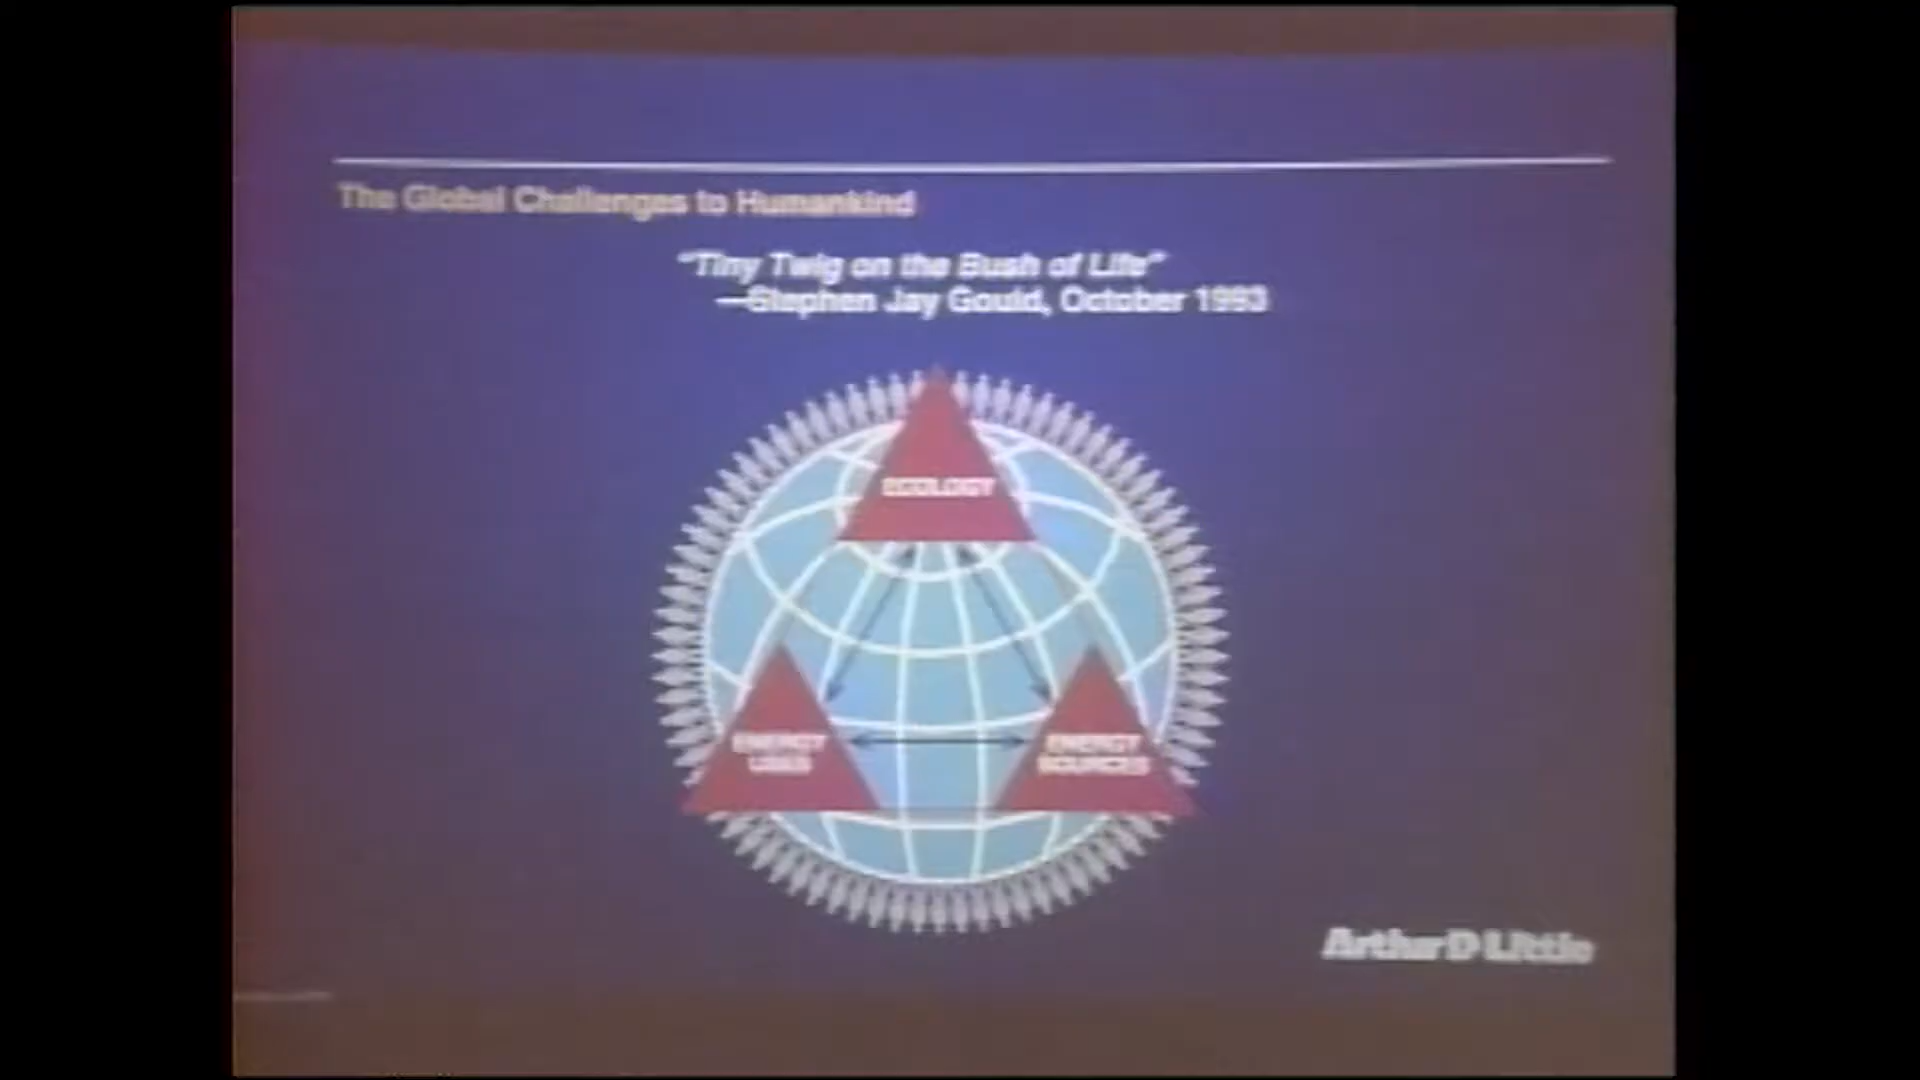 The Global Challenges to Humankind
"Tiny Twig on the Bush of Life"
—Stephen Jay Gould, October 1993
ECOLOGY
ENERGY
USES
ENERGY
SOURCES
Arthur D Little